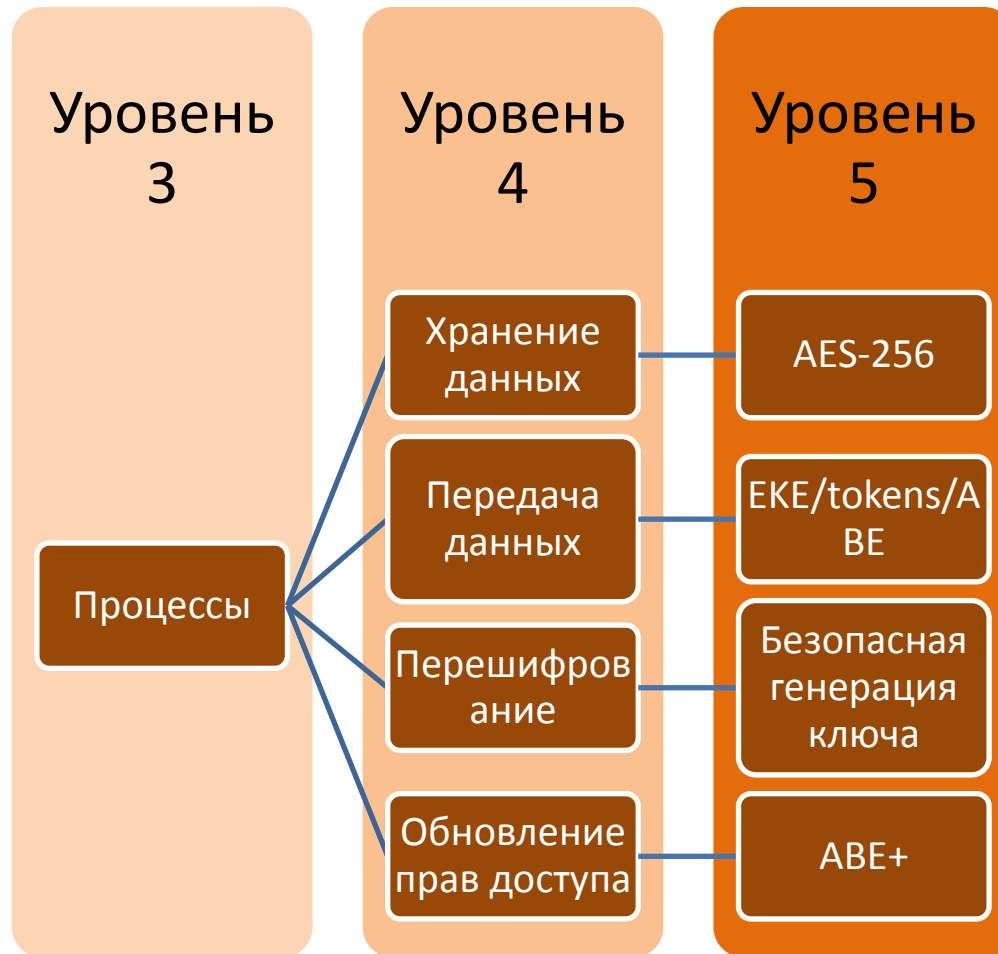 Уровень
3
Уровень
4
Уровень
5
Процессы
Хранение
данных
AES-256
Передача
данных
EKE/tokens/A
BE
Перешифров
ание
Безопасная
генерация
ключа
Обновление
прав доступа
ABE+